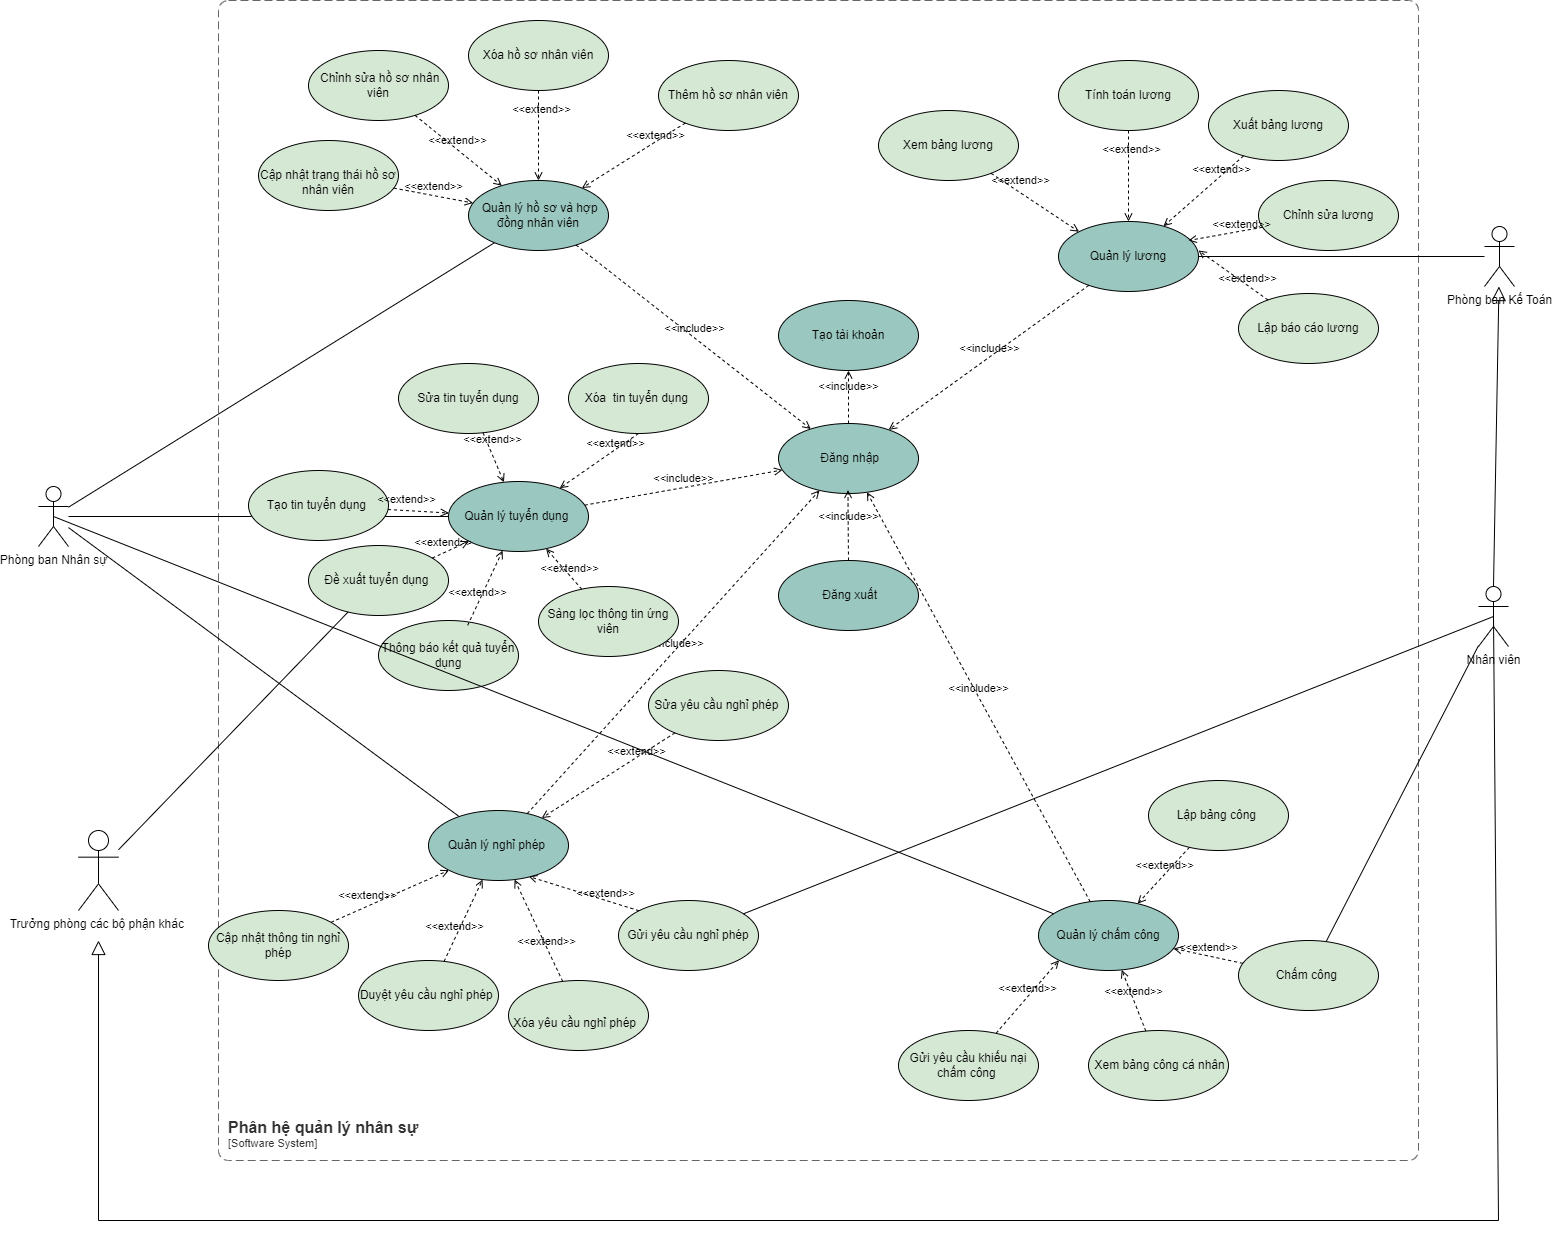 Xóa hồ sơ nhân viên
Chỉnh sửa hồ sơ nhân
viên
Thêm hồ sơ nhân viên
<<extend>>
<<extend>>
<<extend>>
Cập nhật trạng thái hồ sơ
nhân viên
<<extend>>
Quản lý hồ sơ và hợp
đồng nhân viên
Tính toán lương
Xuất bảng lương
Xem bảng lương
<<extend>>
<<extend>>
<<extend>>
Chỉnh sửa lương
<<extend>>
Quản lý lương
<<extend>>
Lập báo cáo lương
Phòng ban Kế Toán
<<include>>
Tạo tài khoản
<<include>>
<<include>>
Sửa tin tuyển dụng
Xóa  tin tuyển dụng
<<extend>>
<<extend>>
Đăng nhập
<<include>>
Tạo tin tuyển dụng
<<extend>>
Quản lý tuyển dụng
<<include>>
Phòng ban Nhân sự
<<extend>>
Đề xuất tuyển dụng
<<extend>>
<<extend>>
Đăng xuất
Sàng lọc thông tin ứng
viên
Thông báo kết quả tuyển
dụng
clude>>
Nhân viên
<<include>>
Sửa yêu cầu nghỉ phép
<<extend>>
Lập bảng công
Quản lý nghỉ phép
<<extend>>
<<extend>>
<<extend>>
Trưởng phòng các bộ phận khác
<<extend>>
<<extend>>
Gửi yêu cầu nghỉ phép
Quản lý chấm công
Cập nhật thông tin nghỉ
phép
<<extend>>
Chấm công
Duyệt yêu cầu nghỉ phép
<<extend>>
<<extend>>
Xóa yêu cầu nghỉ phép
Gửi yêu cầu khiếu nại
chấm công
Xem bảng công cá nhân
Phân hệ quản lý nhân sự
[Software System]